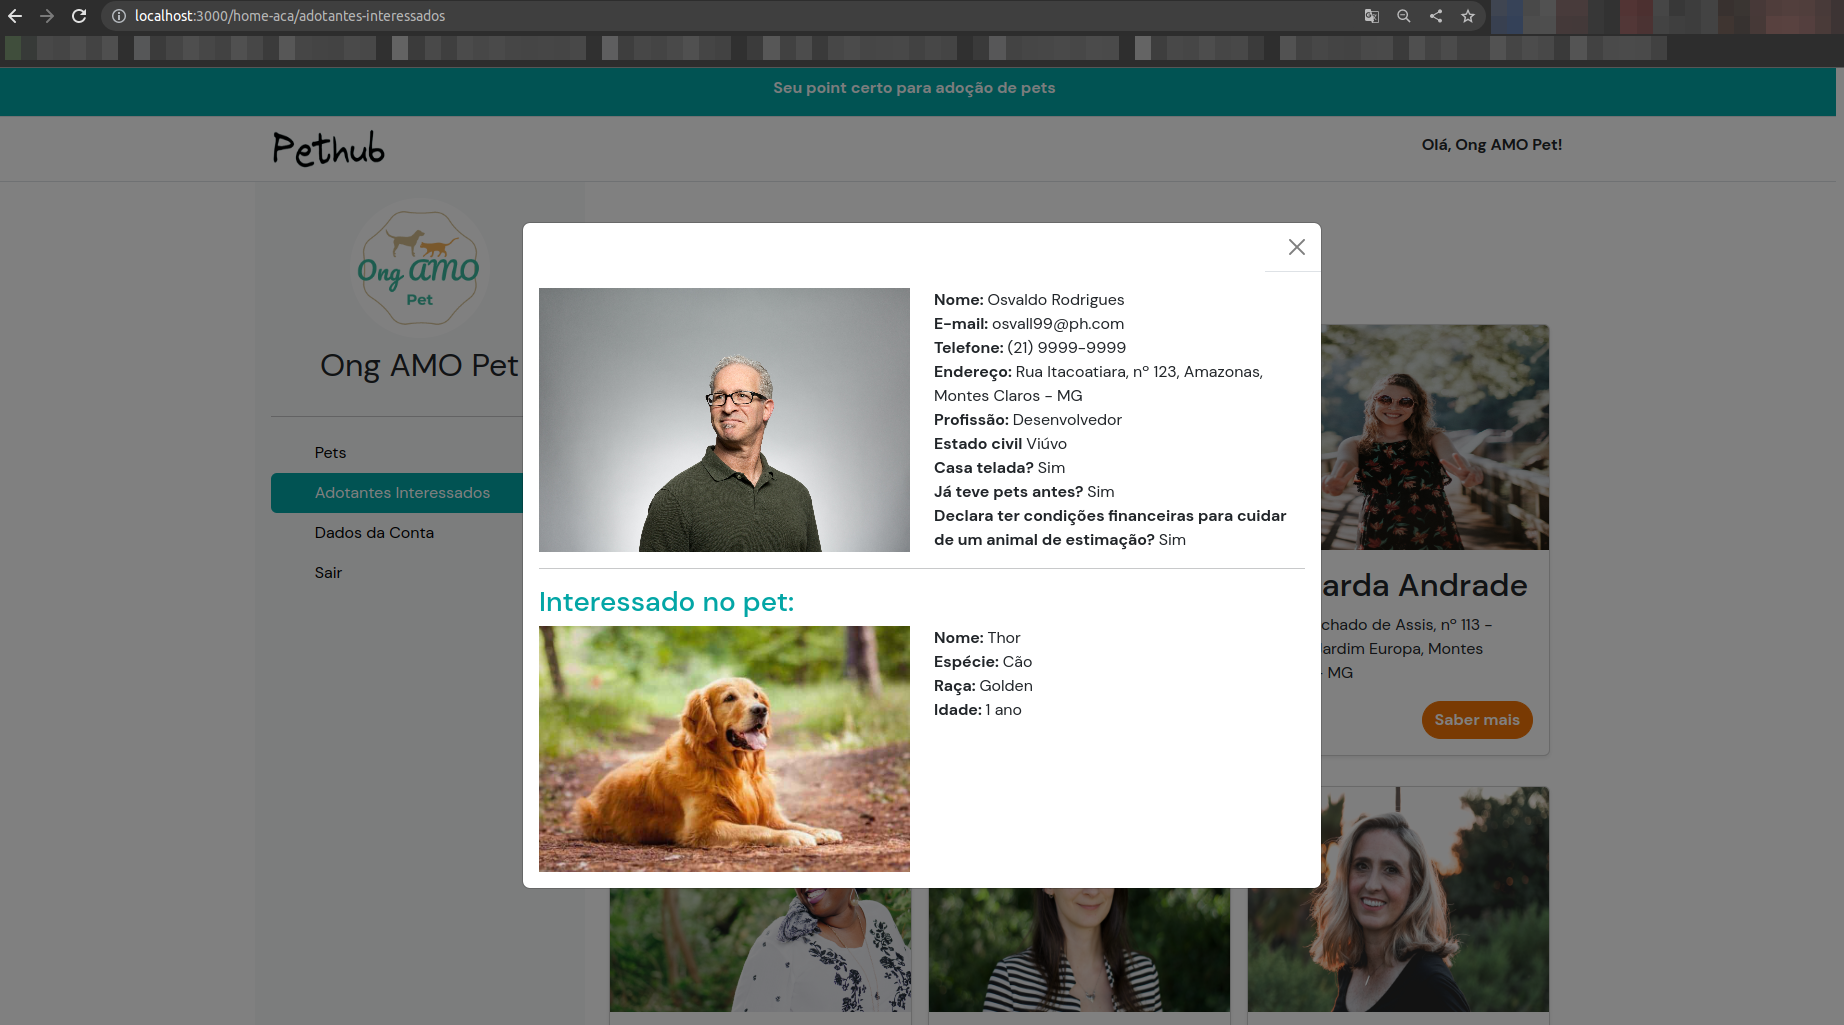 localhost:3000/home-aca/adotantes-interessados
Seu point certo para adoção de pets
Pethub
Olá, Ong AMO Pet!
Ong AMO
Pet
Ong AMO Pet
Pets
Adotantes Interessados
Dados da Conta
Sair
Nome: Osvaldo Rodrigues
E-mail: osvall99@ph.com
Telefone: (21) 9999-9999
Endereço: Rua Itacoatiara, nº 123, Amazonas,
Montes Claros - MG
Profissão: Desenvolvedor
Estado civil Viúvo
Casa telada? Sim
Já teve pets antes? Sim
Declara ter condições financeiras para cuidar
de um animal de estimação? Sim
Interessado no pet:
Nome: Thor
Espécie: Cão
Raça: Golden
Idade: 1 ano
arda Andrade
chado de Assis, nº 113 -
ardim Europa, Montes
- MG
Saber mais